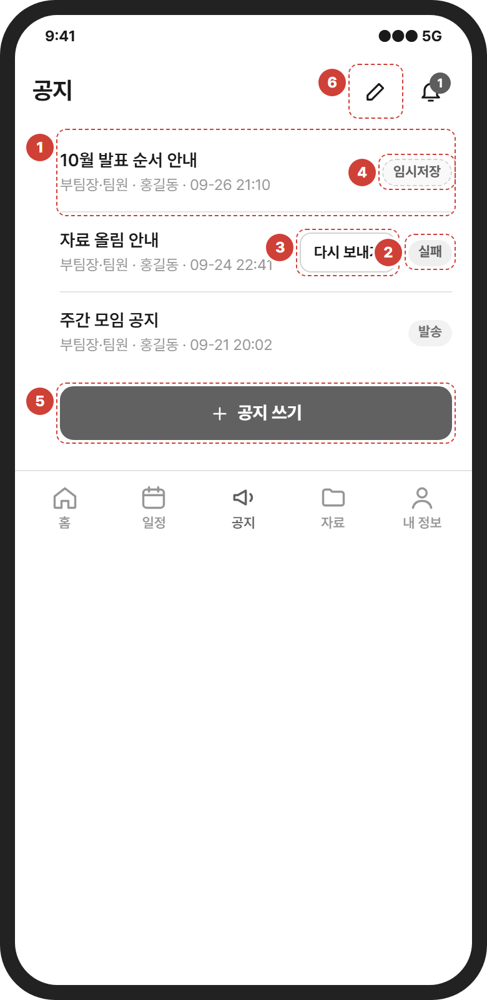 9:41
5G
공지
6
1
1
10월 발표 순서 안내
부팀장·팀원 · 홍길동 · 09-26 21:10
4
임시저장
자료 올림 안내
부팀장·팀원 · 홍길동 · 09-24 22:41
3
다시
2
실패
주간 모임 공지
부팀장·팀원 · 홍길동 · 09-21 20:02
발송
5
+ 공지 쓰기
홈
일정
공지
자료
내 정보